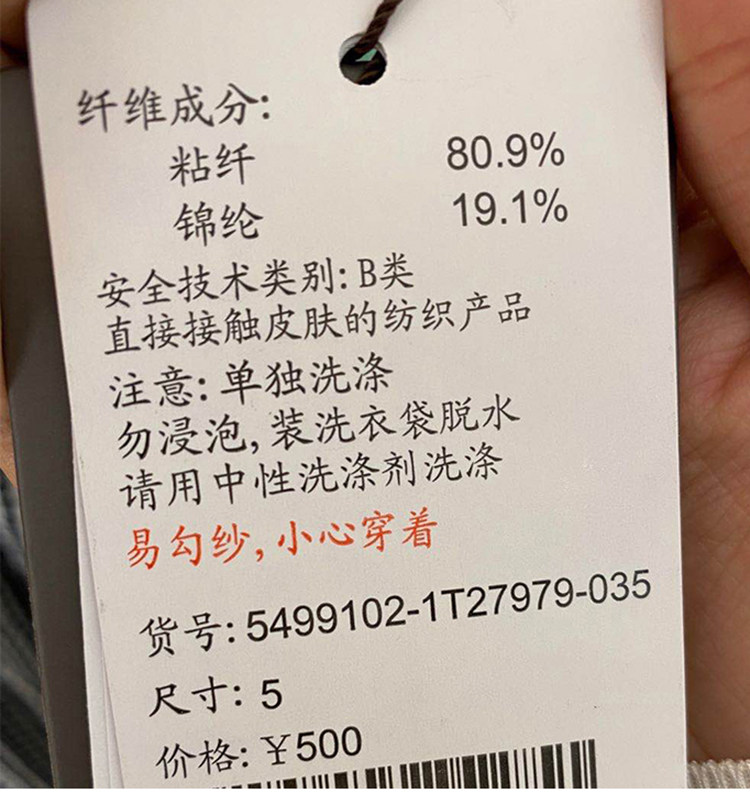 纤维成分:
粘纤 80.9%
锦纶 19.1%
安全技术类别: B类
直接接触皮肤的纺织产品
注意: 单独洗涤
勿浸泡, 装洗衣袋脱水
请用中性洗涤剂洗涤
易勾纱, 小心穿着
货号: 5499102-1T27979-035
尺寸: 5
价格: ¥500